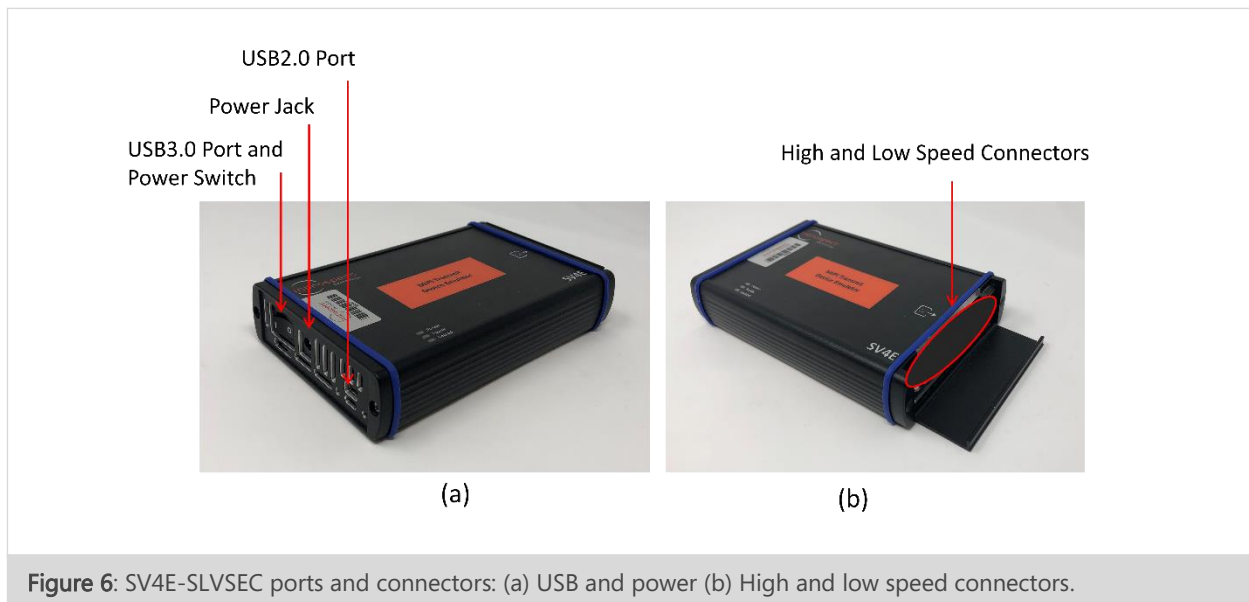 USB2.0 Port
Power Jack
USB3.0 Port and
Power Switch
High and Low Speed Connectors
SV4E
SV4E
(a)
(b)
Figure 6: SV4E-SLVSEC ports and connectors: (a) USB and power (b) High and low speed connectors.